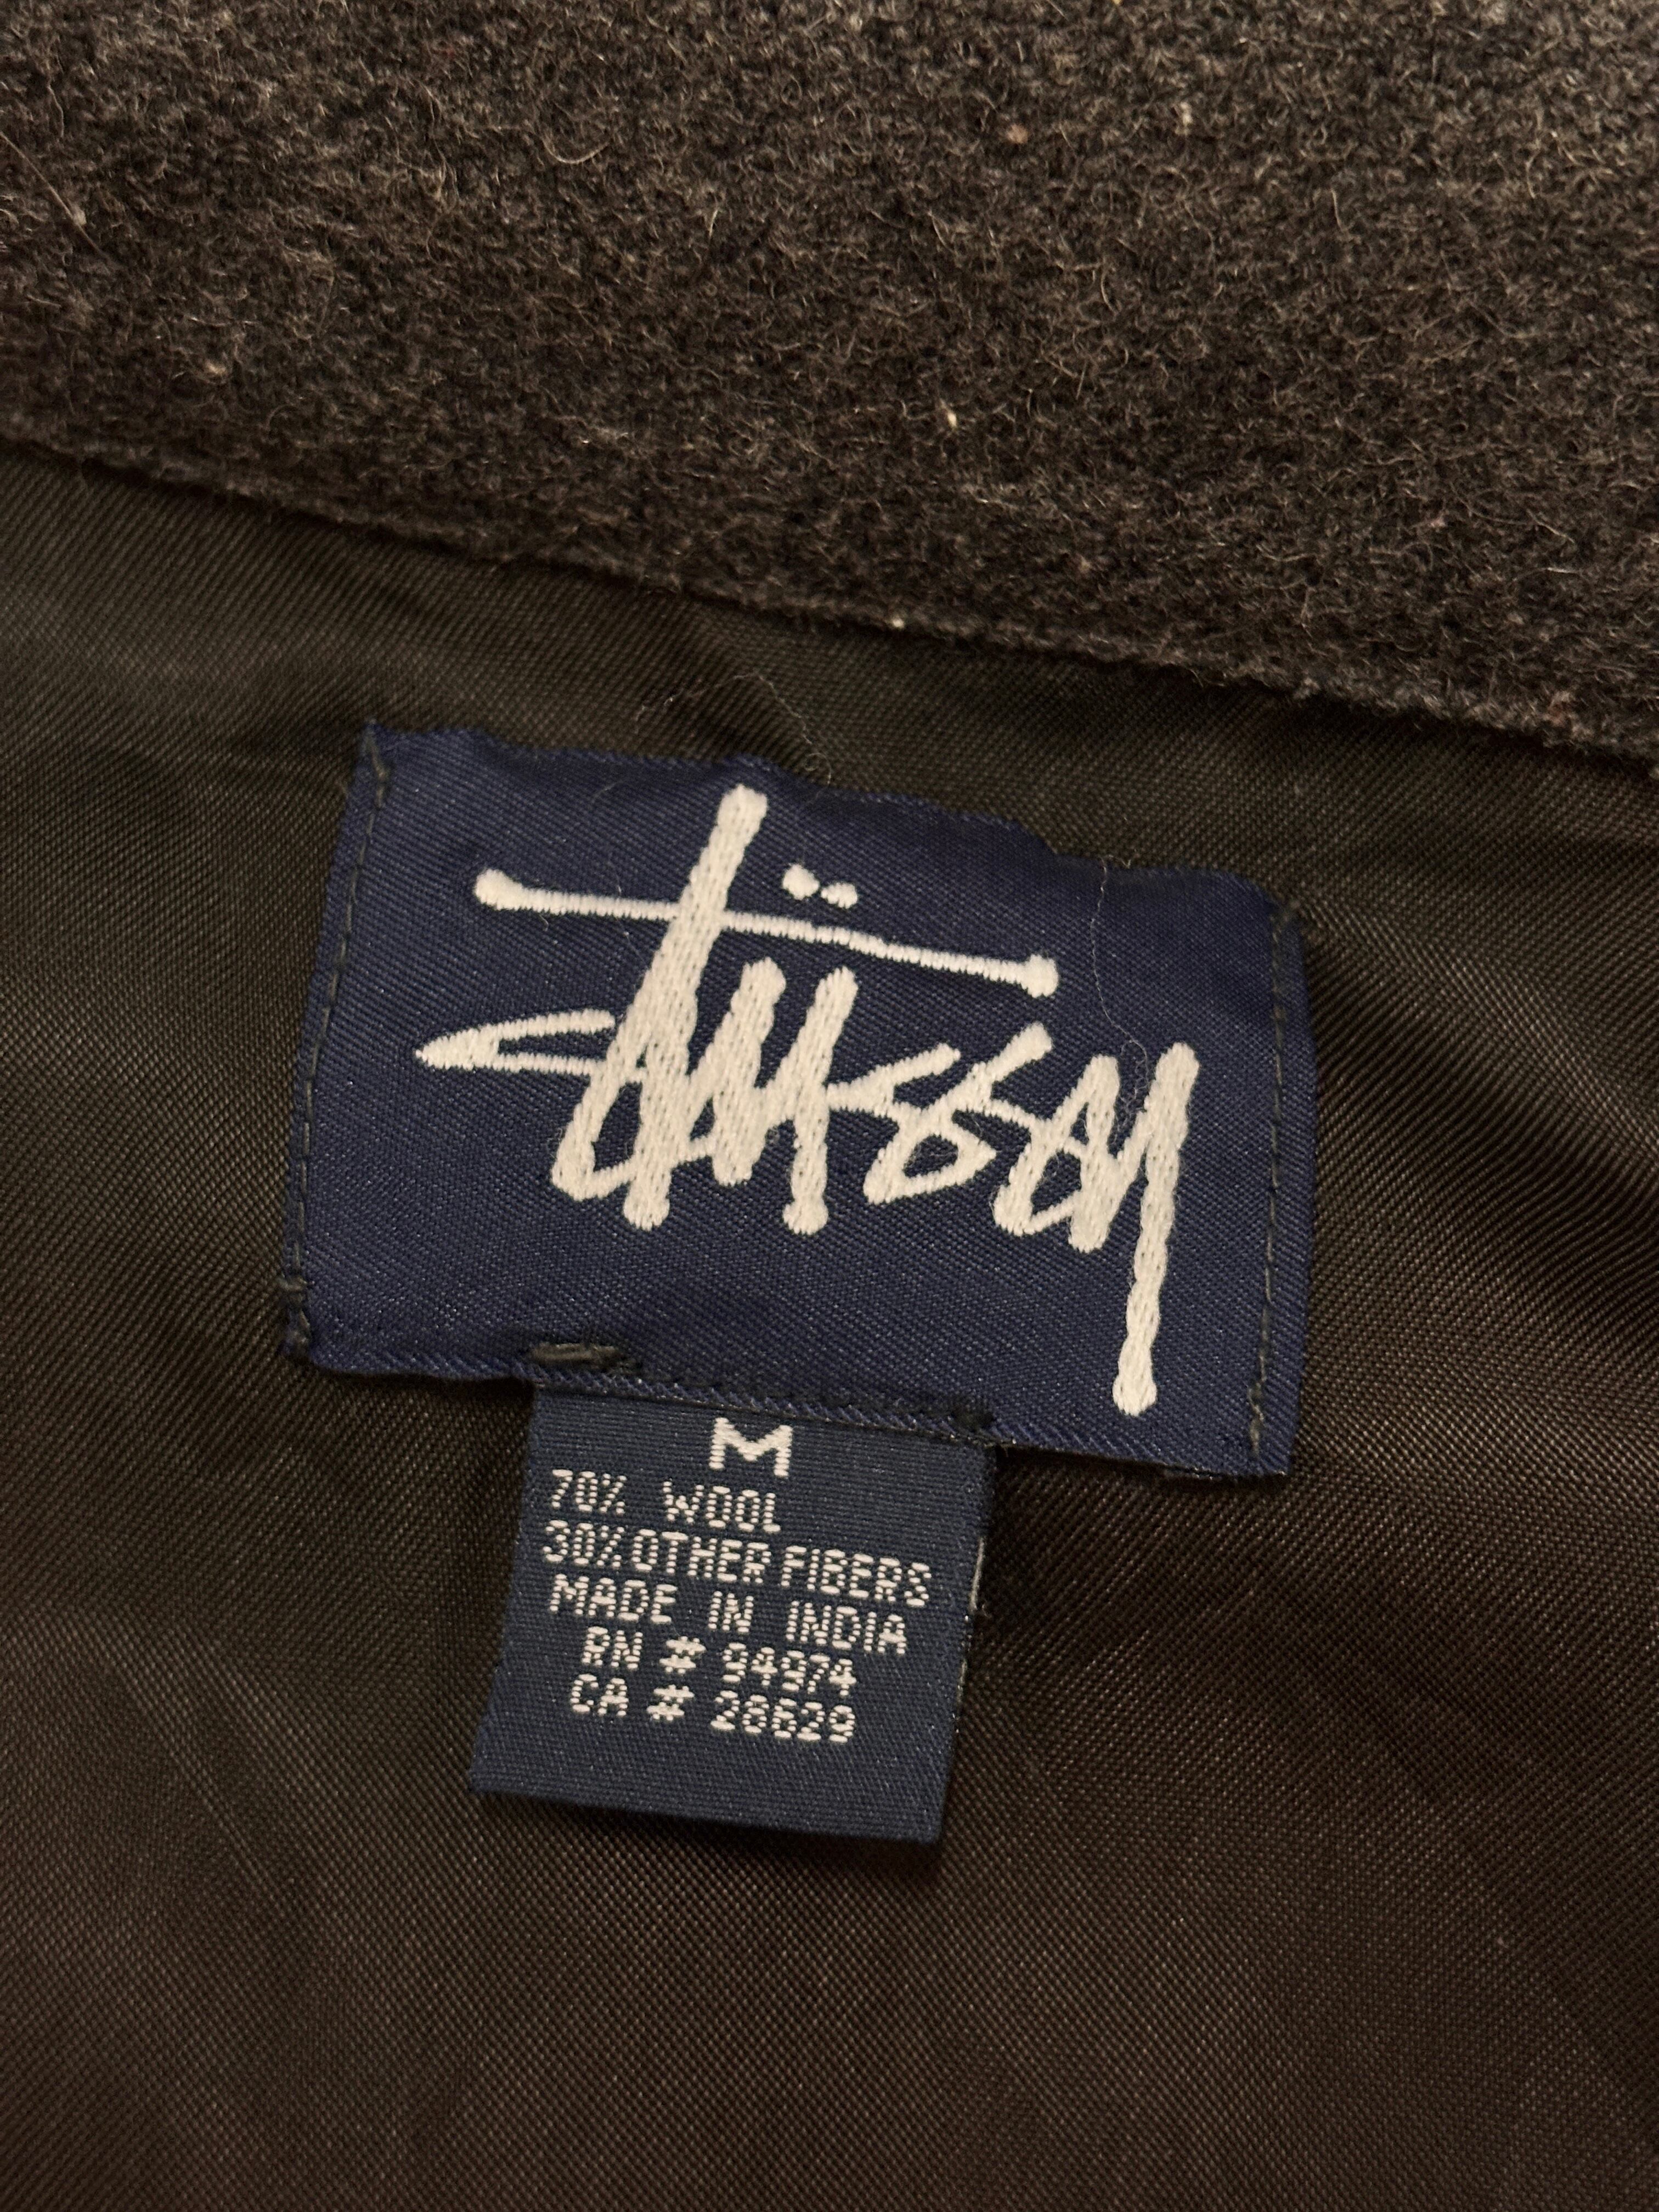 Stüssy
M
70% WOOL
30% OTHER FIBERS
MADE IN INDIA
RN # 94974
CA # 28629